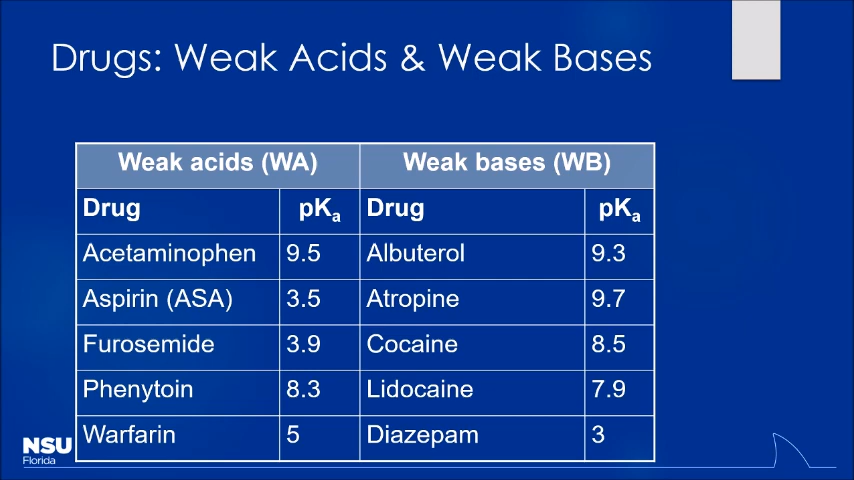 Drugs: Weak Acids & Weak Bases
Weak acids (WA) Weak bases (WB)
Drug pKa Drug pKa
Acetaminophen 9.5 Albuterol 9.3
Aspirin (ASA) 3.5 Atropine 9.7
Furosemide 3.9 Cocaine 8.5
Phenytoin 8.3 Lidocaine 7.9
Warfarin 5 Diazepam 3
NSU
Florida